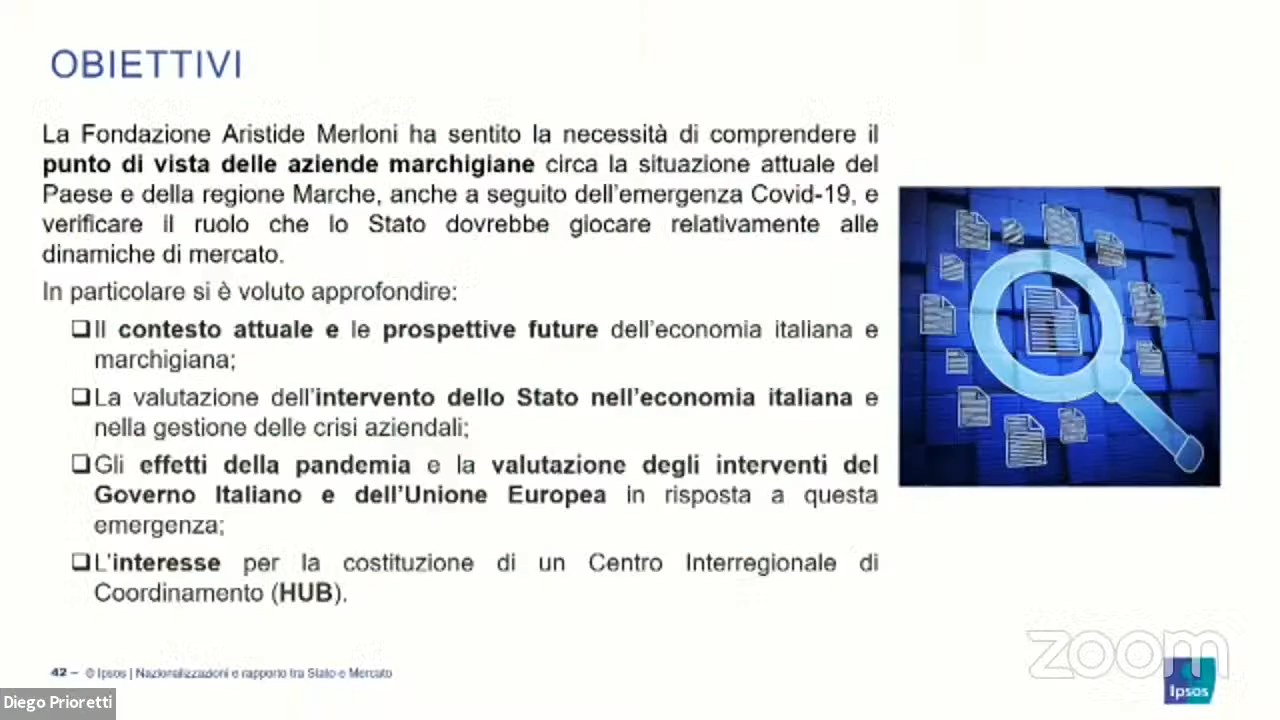 OBIETTIVI
La Fondazione Aristide Merloni ha sentito la necessità di comprendere il
punto di vista delle aziende marchigiane circa la situazione attuale del
Paese e della regione Marche, anche a seguito dell'emergenza Covid-19, e
verificare il ruolo che lo Stato dovrebbe giocare relativamente alle
dinamiche di mercato.
In particolare si è voluto approfondire:
❑Il contesto attuale e le prospettive future dell'economia italiana e
marchigiana;
❑La valutazione dell'intervento dello Stato nell'economia italiana e
nella gestione delle crisi aziendali;
❑Gli effetti della pandemia e la valutazione degli interventi del
Governo Italiano e dell'Unione Europea in risposta a questa
emergenza;
❑L'interesse per la costituzione di un Centro Interregionale di
Coordinamento (HUB).
zoom
42 – © Ipsos | Nazionalizzazioni e rapporto tra Stato e Mercato
Ipsos
Diego Prioretti